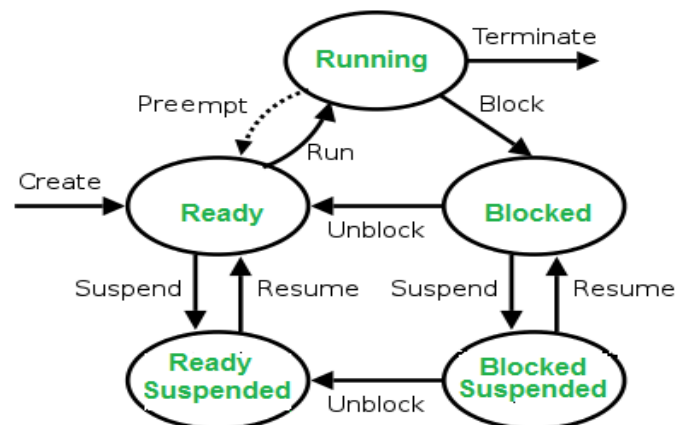 Terminate
Running
Preempt
Block
Run
Create
Ready
Blocked
Unblock
Suspend
Resume
Suspend
Resume
Ready
Suspended
Blocked
Suspended
Unblock